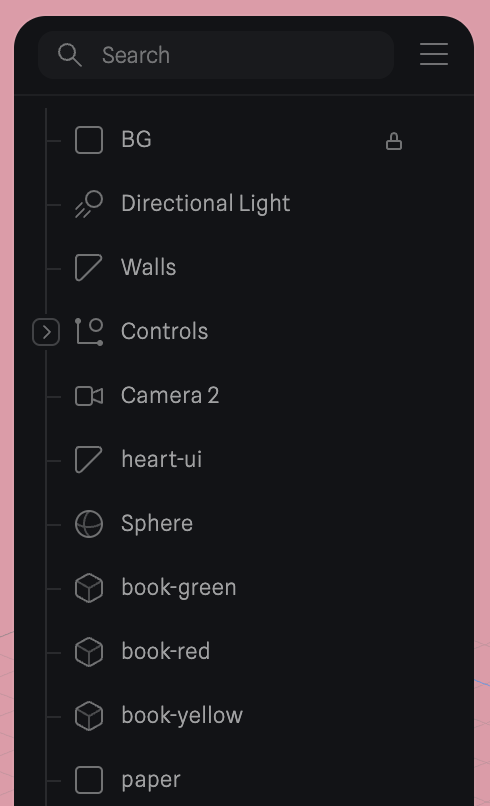 Search
BG
Directional Light
Walls
Controls
Camera 2
heart-ui
Sphere
book-green
book-red
book-yellow
paper